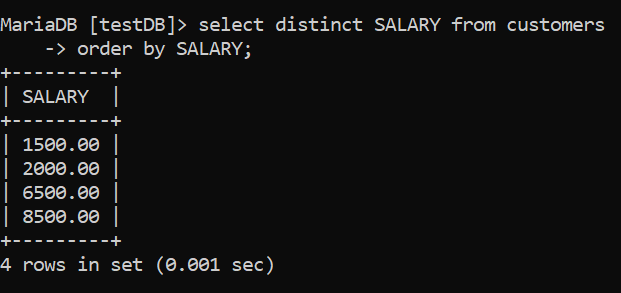 MariaDB [testDB]> select distinct SALARY from customers
    -> order by SALARY;
+---------+
| SALARY  |
+---------+
| 1500.00 |
| 2000.00 |
| 6500.00 |
| 8500.00 |
+---------+
4 rows in set (0.001 sec)